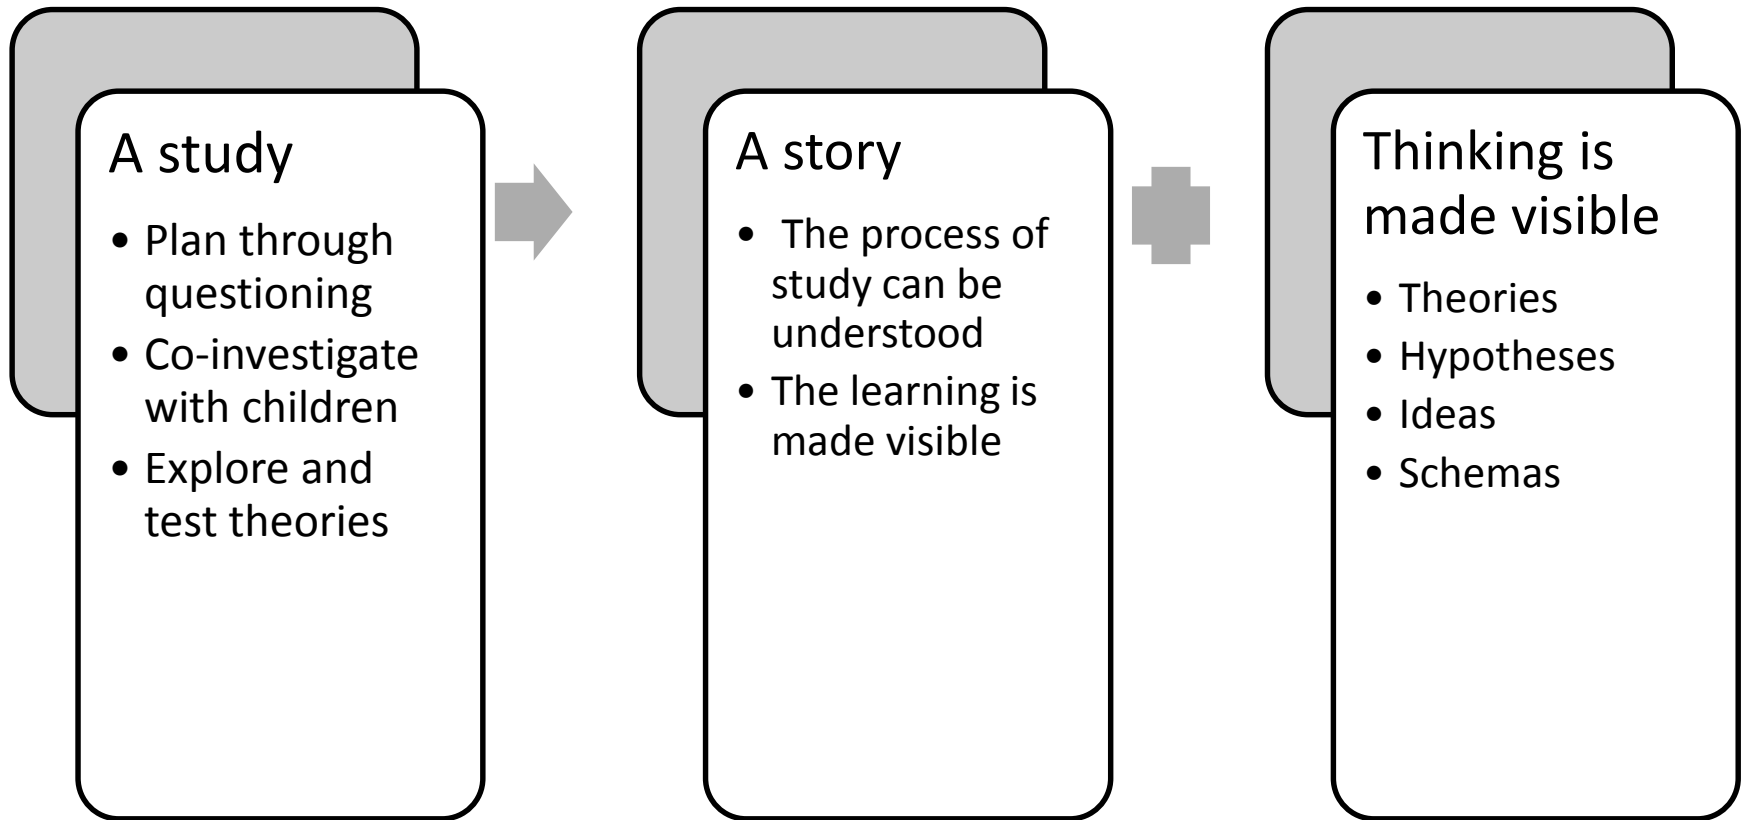 A study
• Plan through
questioning
• Co-investigate
with children
• Explore and
test theories
A story
• The process of
study can be
understood
• The learning is
made visible
Thinking is
made visible
• Theories
• Hypotheses
• Ideas
• Schemas